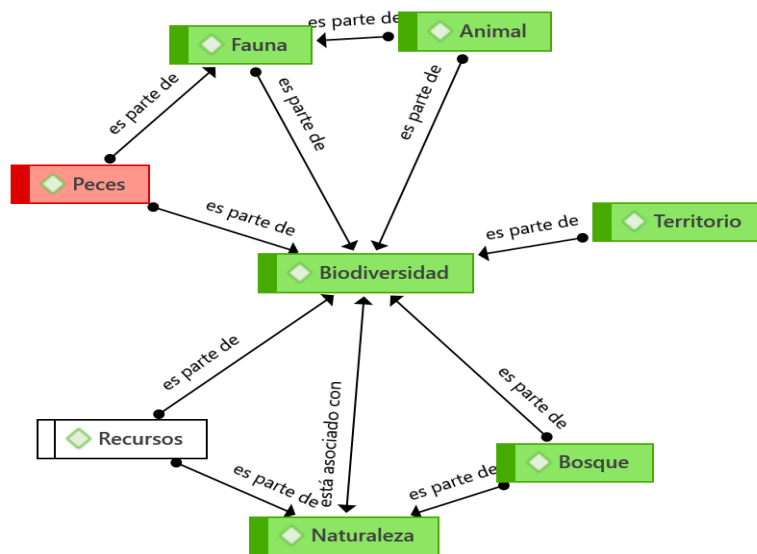 es parte de
Animal
Fauna
es parte de
es parte de
es parte de
Peces
es parte de
Territorio
es parte de
Biodiversidad
es parte de
es parte de
está asociado con
Recursos
Bosque
es parte de
es parte de
Naturaleza